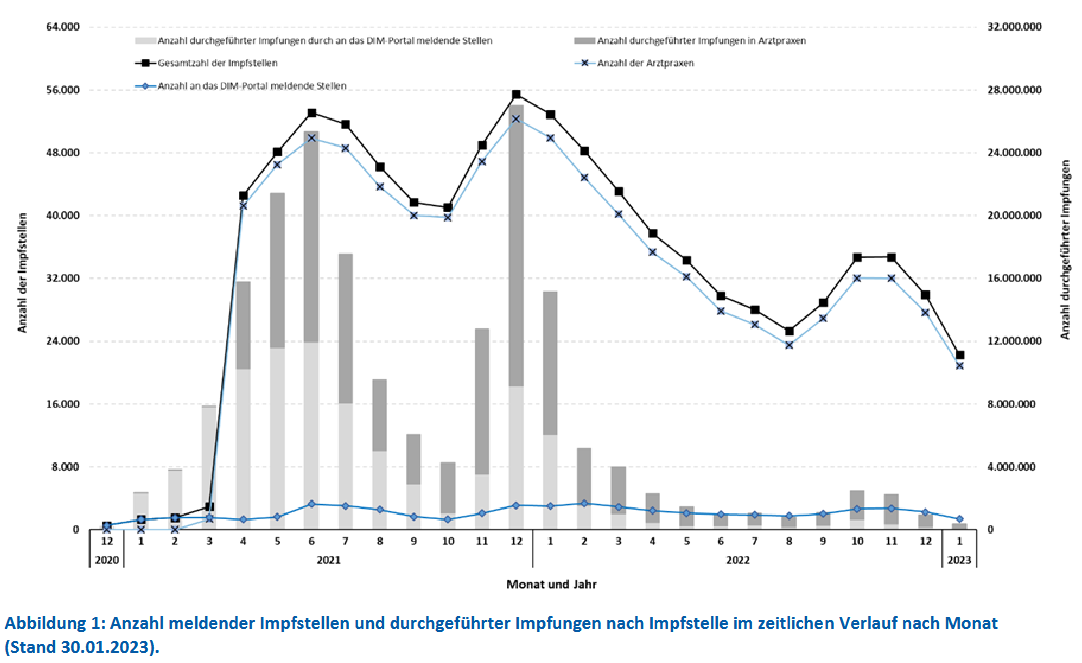 64.000
56.000
48.000
40.000
32.000
24.000
16.000
8.000
0
Anzahl der Impfstellen
Anzahl durchgeführter Impfungen durch an das DIM-Portal meldende Stellen
Anzahl durchgeführter Impfungen in Arztpraxen
Gesamtzahl der Impfstellen
Anzahl der Arztpraxen
Anzahl an das DIM-Portal meldende Stellen
32.000.000
28.000.000
24.000.000
20.000.000
16.000.000
12.000.000
8.000.000
4.000.000
0
Anzahl durchgeführter Impfungen
12 1 2 3 4 5 6 7 8 9 10 11 12 1 2 3 4 5 6 7 8 9 10 11 12 1
2020 2021 2022 2023
Monat und Jahr
Abbildung 1: Anzahl meldender Impfstellen und durchgeführter Impfungen nach Impfstelle im zeitlichen Verlauf nach Monat
(Stand 30.01.2023).